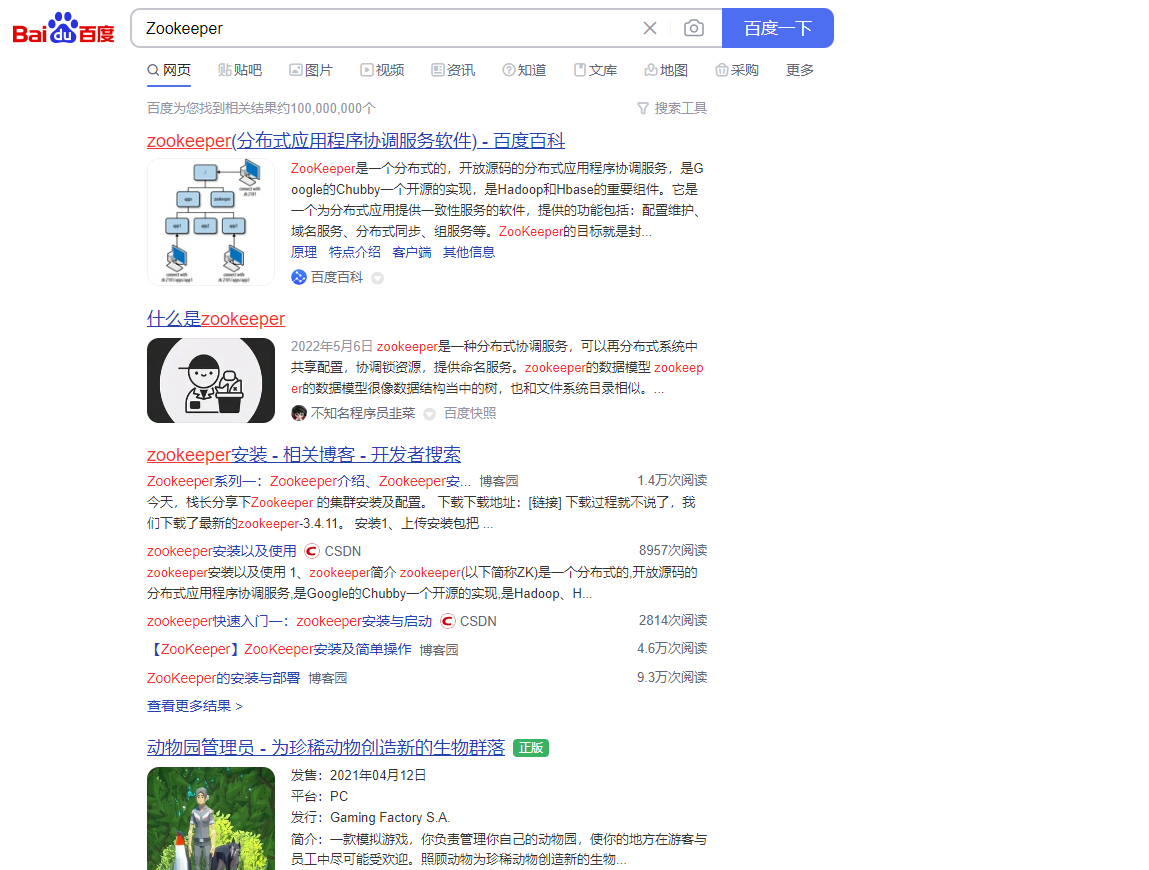 Bai du 百度
Zookeeper
百度一下
网页 贴吧 图片 视频 资讯 知道 文库 地图 采购 更多
百度为您找到相关结果约100,000,000个 搜索工具
zookeeper(分布式应用程序协调服务软件) - 百度百科
ZooKeeper是一个分布式的，开放源码的分布式应用程序协调服务，是G
oogle的Chubby一个开源的实现，是Hadoop和Hbase的重要组件。它是
一个为分布式应用提供一致性服务的软件，提供的功能包括：配置维护、
域名服务、分布式同步、组服务等。ZooKeeper的目标就是封...
原理 特点介绍 客户端 其他信息
百度百科
什么是zookeeper
2022年5月6日 zookeeper是一种分布式协调服务，可以再分布式系统中
共享配置，协调锁资源，提供命名服务。zookeeper的数据模型 zookeep
er的数据模型很像数据结构当中的树，也和文件系统目录相似。...
不知名程序员韭菜 百度快照
zookeeper安装 - 相关博客 - 开发者搜索
Zookeeper系列一：Zookeeper介绍、Zookeeper安... 博客园 1.4万次阅读
今天，栈长分享下Zookeeper 的集群安装及配置。 下载下载地址：[链接] 下载过程就不说了，我
们下载了最新的zookeeper-3.4.11。 安装1、上传安装包把 ...
zookeeper安装以及使用 CSDN 8957次阅读
zookeeper安装以及使用 1、zookeeper简介 zookeeper(以下简称ZK)是一个分布式的,开放源码的
分布式应用程序协调服务,是Google的Chubby一个开源的实现,是Hadoop、H...
zookeeper快速入门一：zookeeper安装与启动 CSDN 2814次阅读
【ZooKeeper】ZooKeeper安装及简单操作 博客园 4.6万次阅读
ZooKeeper的安装与部署 博客园 9.3万次阅读
查看更多结果 >
动物园管理员 - 为珍稀动物创造新的生物群落 正版
发售：2021年04月12日
平台：PC
发行：Gaming Factory S.A.
简介：一款模拟游戏，你负责管理你自己的动物园，使你的地方在游客与
员工中尽可能受欢迎。照顾动物为珍稀动物创造新的生物...